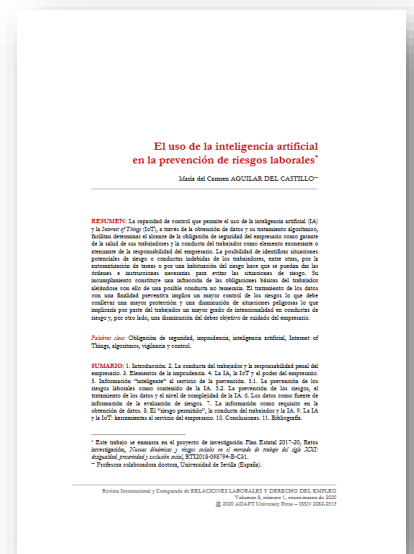 El uso de la inteligencia artificial
en la prevención de riesgos laborales*
María del Carmen AGUILAR DEL CASTILLO**
RESUMEN: La capacidad de control que permite el uso de la inteligencia artificial (IA)
y la Internet of Things (IoT), a través de la obtención de datos y su tratamiento algorítmico,
facilitan determinar el alcance de la obligación de seguridad del empresario como garante
de la salud de sus trabajadores y la conducta del trabajador como elemento exonerante o
atenuante de la responsabilidad del empresario. La posibilidad de identificar situaciones
potenciales de riesgo o conductas indebidas de los trabajadores, entre otras, por la
automatización de tareas o por una habituación del riesgo hace que se puedan dar las
órdenes e instrucciones necesarias para evitar las situaciones de riesgo. Su
incumplimiento constituye una infracción de las obligaciones básicas del trabajador
alejándose con ello de una posible conducta no temeraria. El tratamiento de los datos
con una finalidad preventiva implica un mayor control de los riesgos lo que debe
conllevar una mayor protección y una disminución de situaciones peligrosas lo que
implicaría por parte del trabajador un mayor grado de intencionalidad en conductas de
riesgo y, por otro lado, una disminución del deber objetivo de cuidado del empresario.
Palabras clave: Obligación de seguridad, imprudencia, inteligencia artificial, Internet of
Things, algoritmos, vigilancia y control.
SUMARIO: 1. Introducción. 2. La conducta del trabajador y la responsabilidad penal del
empresario. 3. Elementos de la imprudencia. 4. La IA, la IoT y el poder del empresario.
5. Información "inteligente" al servicio de la prevención. 5.1. La prevención de los
riesgos laborales como contenido de la IA. 5.2. La prevención de los riesgos, el
tratamiento de los datos y el nivel de complejidad de la IA. 6. Los datos como fuente de
información de la evaluación de riesgos. 7. La información como requisito en la
obtención de datos. 8. El "riesgo permitido", la conducta del trabajador y la IA. 9. La IA
y la IoT: herramientas al servicio del empresario. 10. Conclusiones. 11. Bibliografía.
* Este trabajo se enmarca en el proyecto de investigación Plan Estatal 2017-20, Retos
investigación, Nuevas dinámicas y riesgos sociales en el mercado de trabajo del siglo XXI:
desigualdad, precariedad y exclusión social, RTI2018-098794-B-C31.
** Profesora colaboradora doctora, Universidad de Sevilla (España).
Revista Internacional y Comparada de RELACIONES LABORALES Y DERECHO DEL EMPLEO
Volumen 8, número 1, enero-marzo de 2020
@ 2020 ADAPT University Press – ISSN 2282-2313